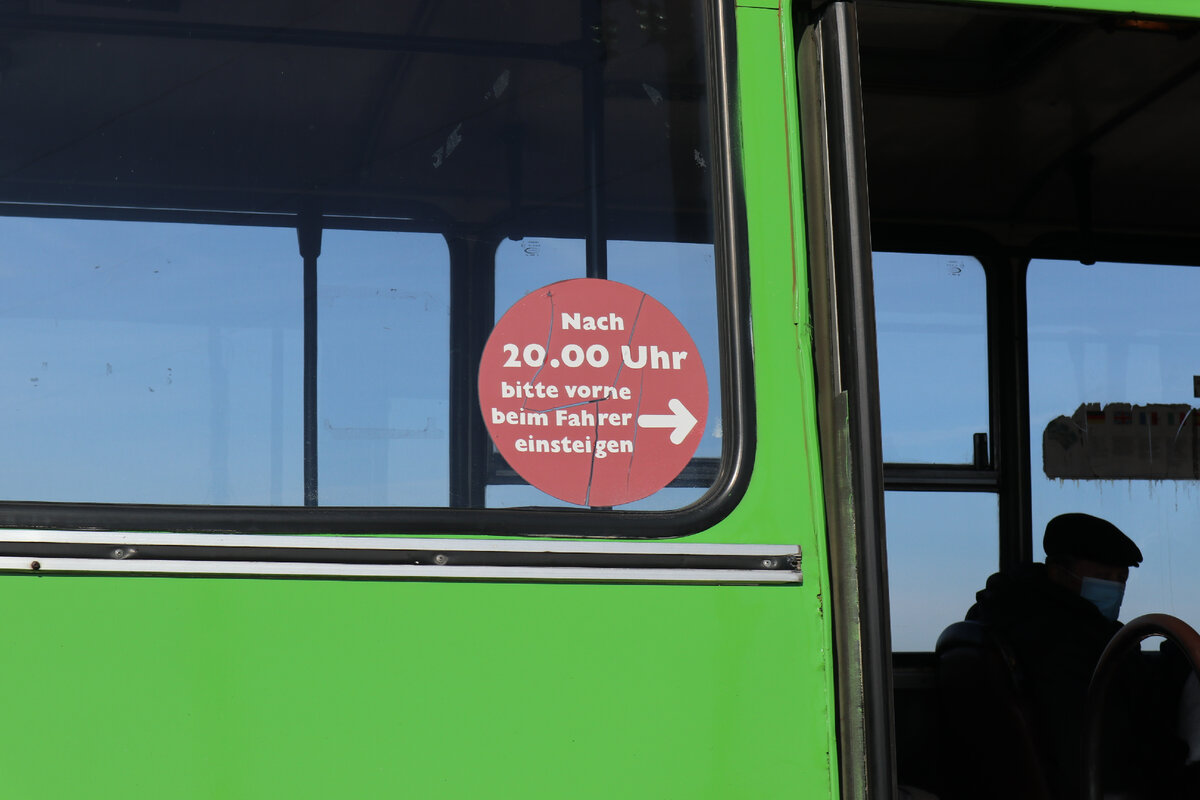 Nach
20.00 Uhr
bitte vorne
beim Fahrer
einsteigen